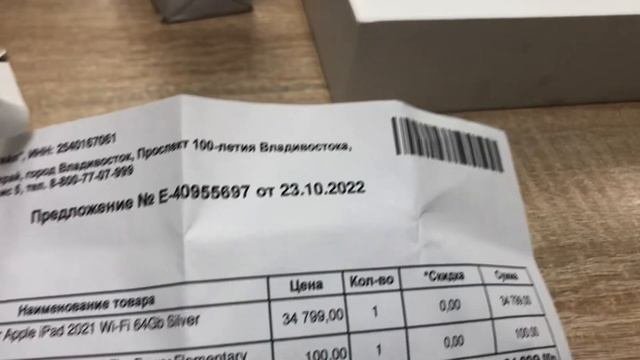 ИНН: 2540167061
город Владивосток, Проспект 100-летия Владивостока,
тел. 8-800-77-07-999
Предложение № Е-40955697 от 23.10.2022
Наименование товара Цена Кол-во *Скидка Сумма
Apple iPad 2021 Wi-Fi 64Gb Silver 34 799,00 1 0,00 34 799,00
Elementary 100,00 1 0,00 100,00